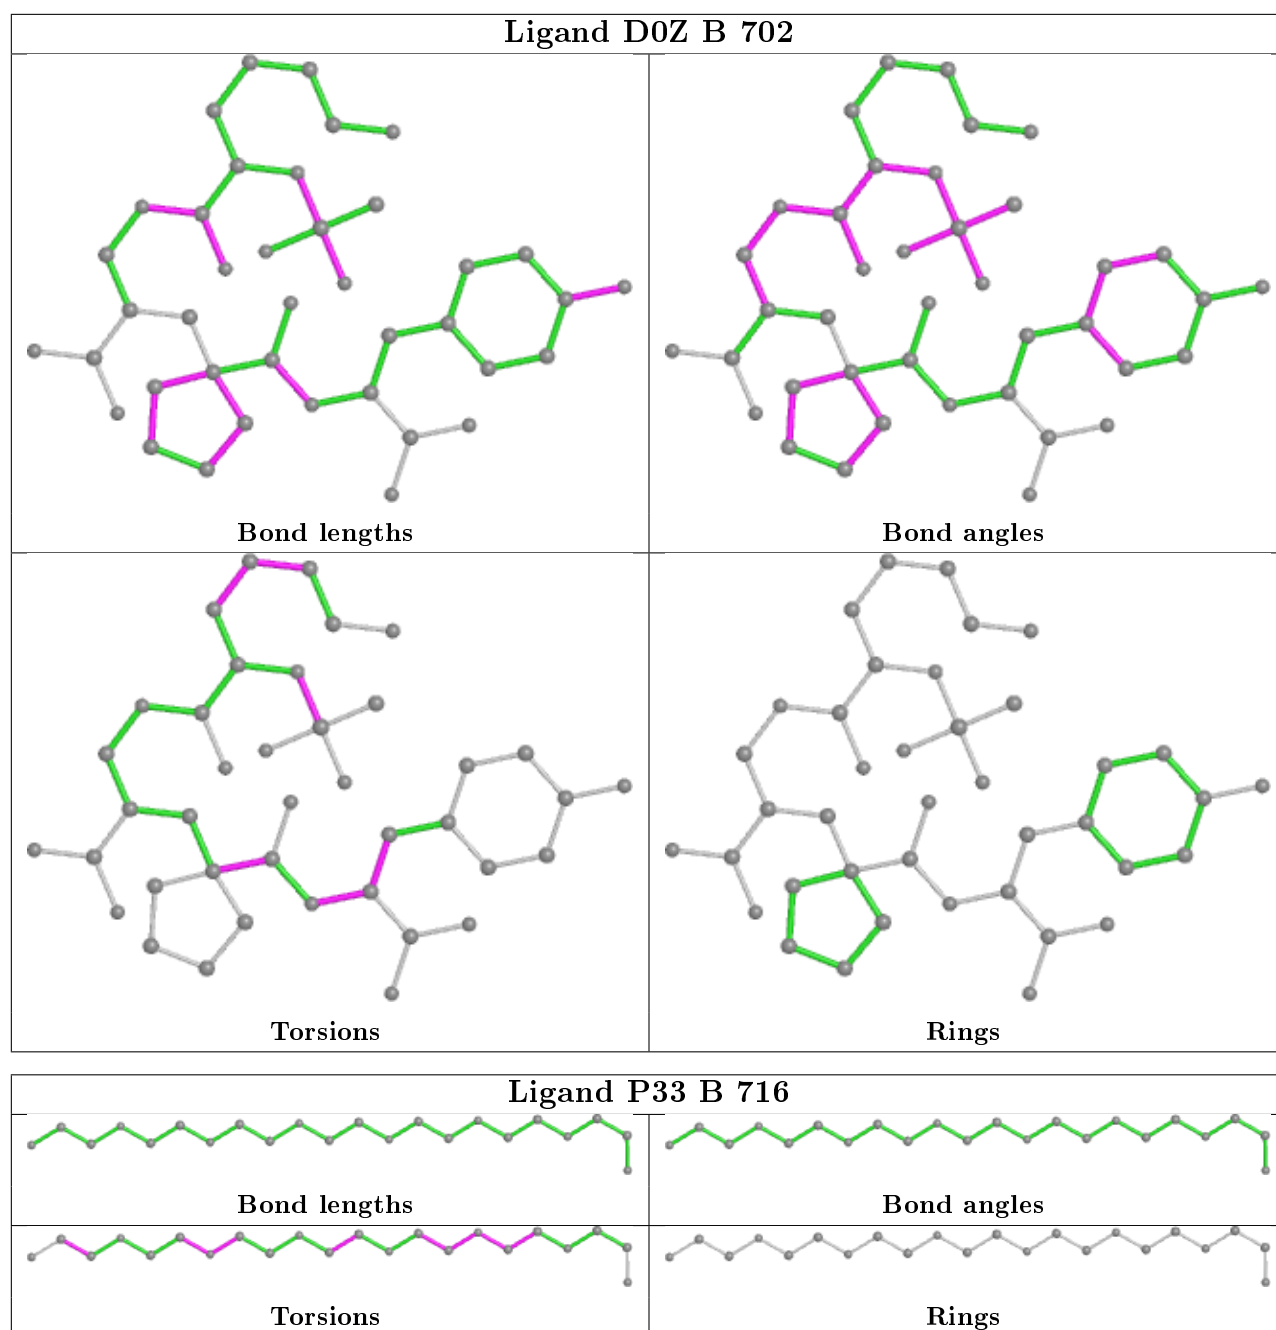 Ligand D0Z B 702
Bond lengths
Bond angles
Torsions
Rings
Ligand P33 B 716
Bond lengths
Bond angles
Torsions
Rings